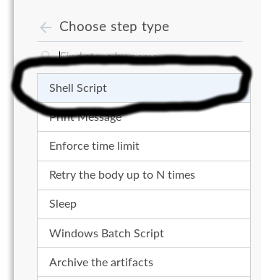 Choose step type
Shell Script
Print Message
Enforce time limit
Retry the body up to N times
Sleep
Windows Batch Script
Archive the artifacts